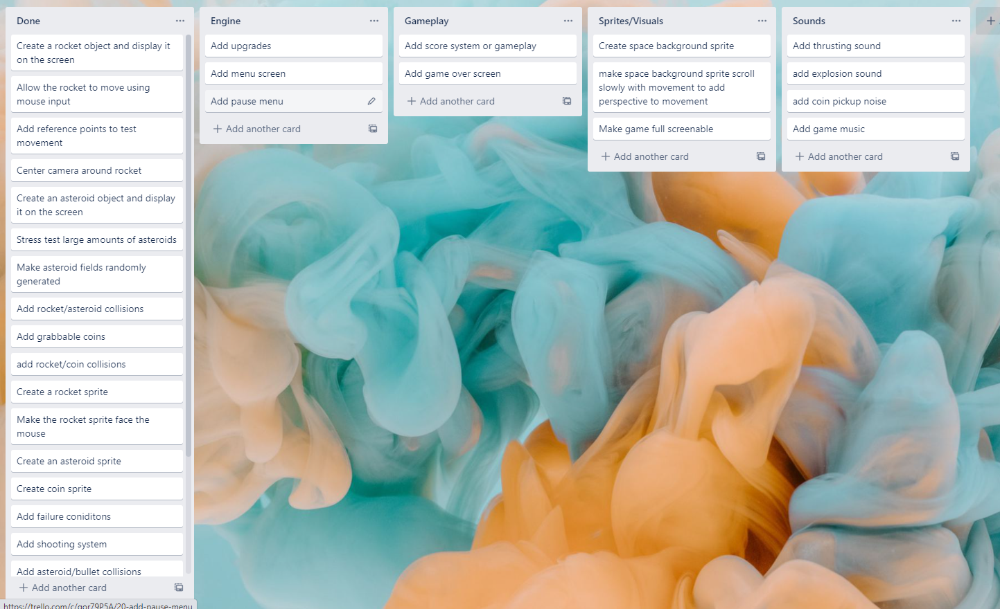 Done
Create a rocket object and display it
on the screen
Allow the rocket to move using
mouse input
Add reference points to test
movement
Center camera around rocket
Create an asteroid object and display
it on the screen
Stress test large amounts of asteroids
Make asteroid fields randomly
generated
Add rocket/asteroid collisions
Add grabbable coins
add rocket/coin collisions
Create a rocket sprite
Make the rocket sprite face the
mouse
Create an asteroid sprite
Create coin sprite
Add failure coniditons
Add shooting system
Add asteroid/bullet collisions
+ Add another card
Engine
Add upgrades
Add menu screen
Add pause menu
+ Add another card
Gameplay
Add score system or gameplay
Add game over screen
+ Add another card
Sprites/Visuals
Create space background sprite
make space background sprite scroll
slowly with movement to add
perspective to movement
Make game full screenable
+ Add another card
Sounds
Add thrusting sound
add explosion sound
add coin pickup noise
Add game music
+ Add another card
https://trello.com/c/gor79P5A/20-add-pause-menu